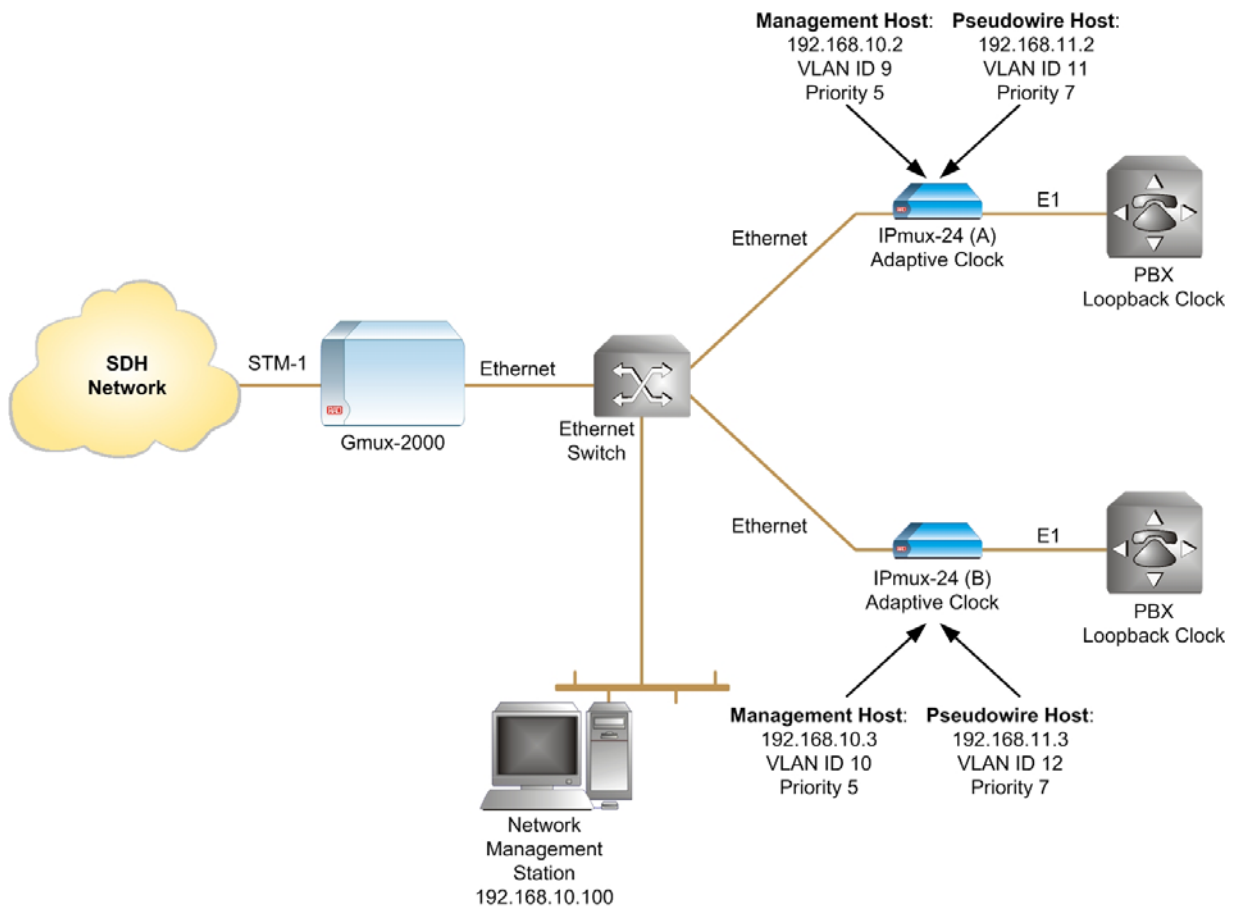 Management Host:
192.168.10.2
VLAN ID 9
Priority 5
Pseudowire Host:
192.168.11.2
VLAN ID 11
Priority 7
SDH
Network
STM-1
Gmux-2000
Ethernet
Ethernet
Switch
Ethernet
IPmux-24 (A)
Adaptive Clock
E1
PBX
Loopback Clock
Ethernet
IPmux-24 (B)
Adaptive Clock
E1
PBX
Loopback Clock
Management Host:
192.168.10.3
VLAN ID 10
Priority 5
Pseudowire Host:
192.168.11.3
VLAN ID 12
Priority 7
Network
Management
Station
192.168.10.100